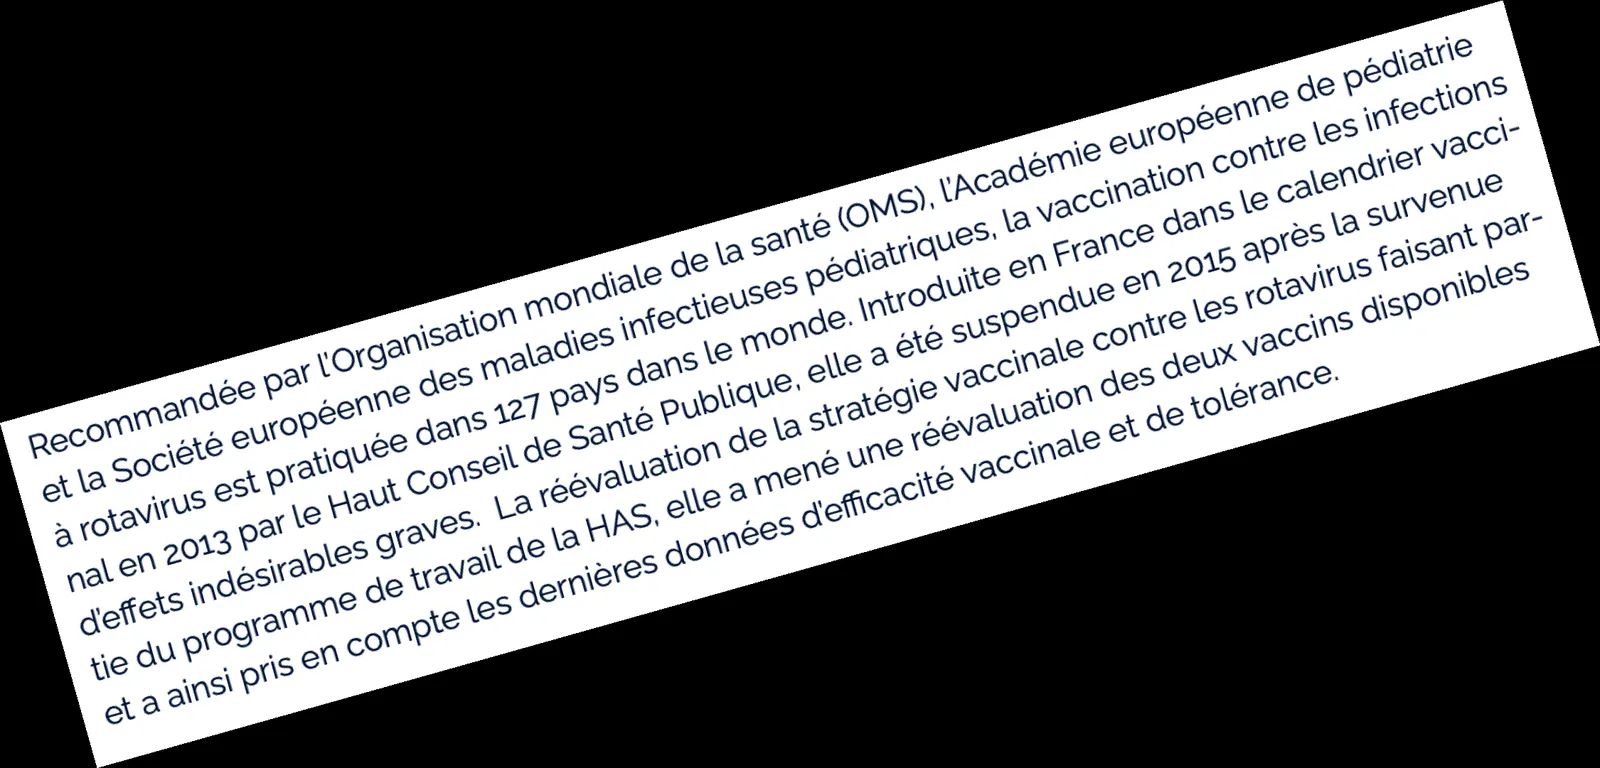 Recommandée par l'Organisation mondiale de la santé (OMS), l'Académie européenne de pédiatrie
et la Société européenne des maladies infectieuses pédiatriques, la vaccination contre les infections
à rotavirus est pratiquée dans 127 pays dans le monde. Introduite en France dans le calendrier vacci-
nal en 2013 par le Haut Conseil de Santé Publique, elle a été suspendue en 2015 après la survenue
d'effets indésirables graves.  La réévaluation de la stratégie vaccinale contre les rotavirus faisant par-
tie du programme de travail de la HAS, elle a mené une réévaluation des deux vaccins disponibles
et a ainsi pris en compte les dernières données d'efficacité vaccinale et de tolérance.